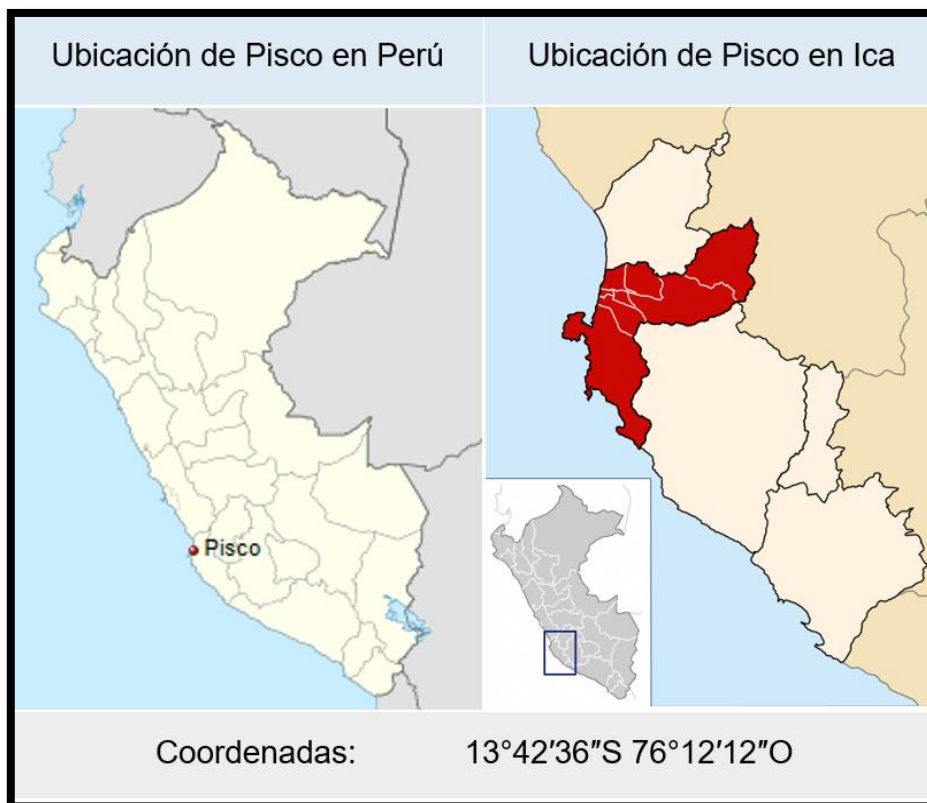 Ubicación de Pisco en Perú
Ubicación de Pisco en Ica
Pisco
Coordenadas: 13°42′36″S 76°12′12″O